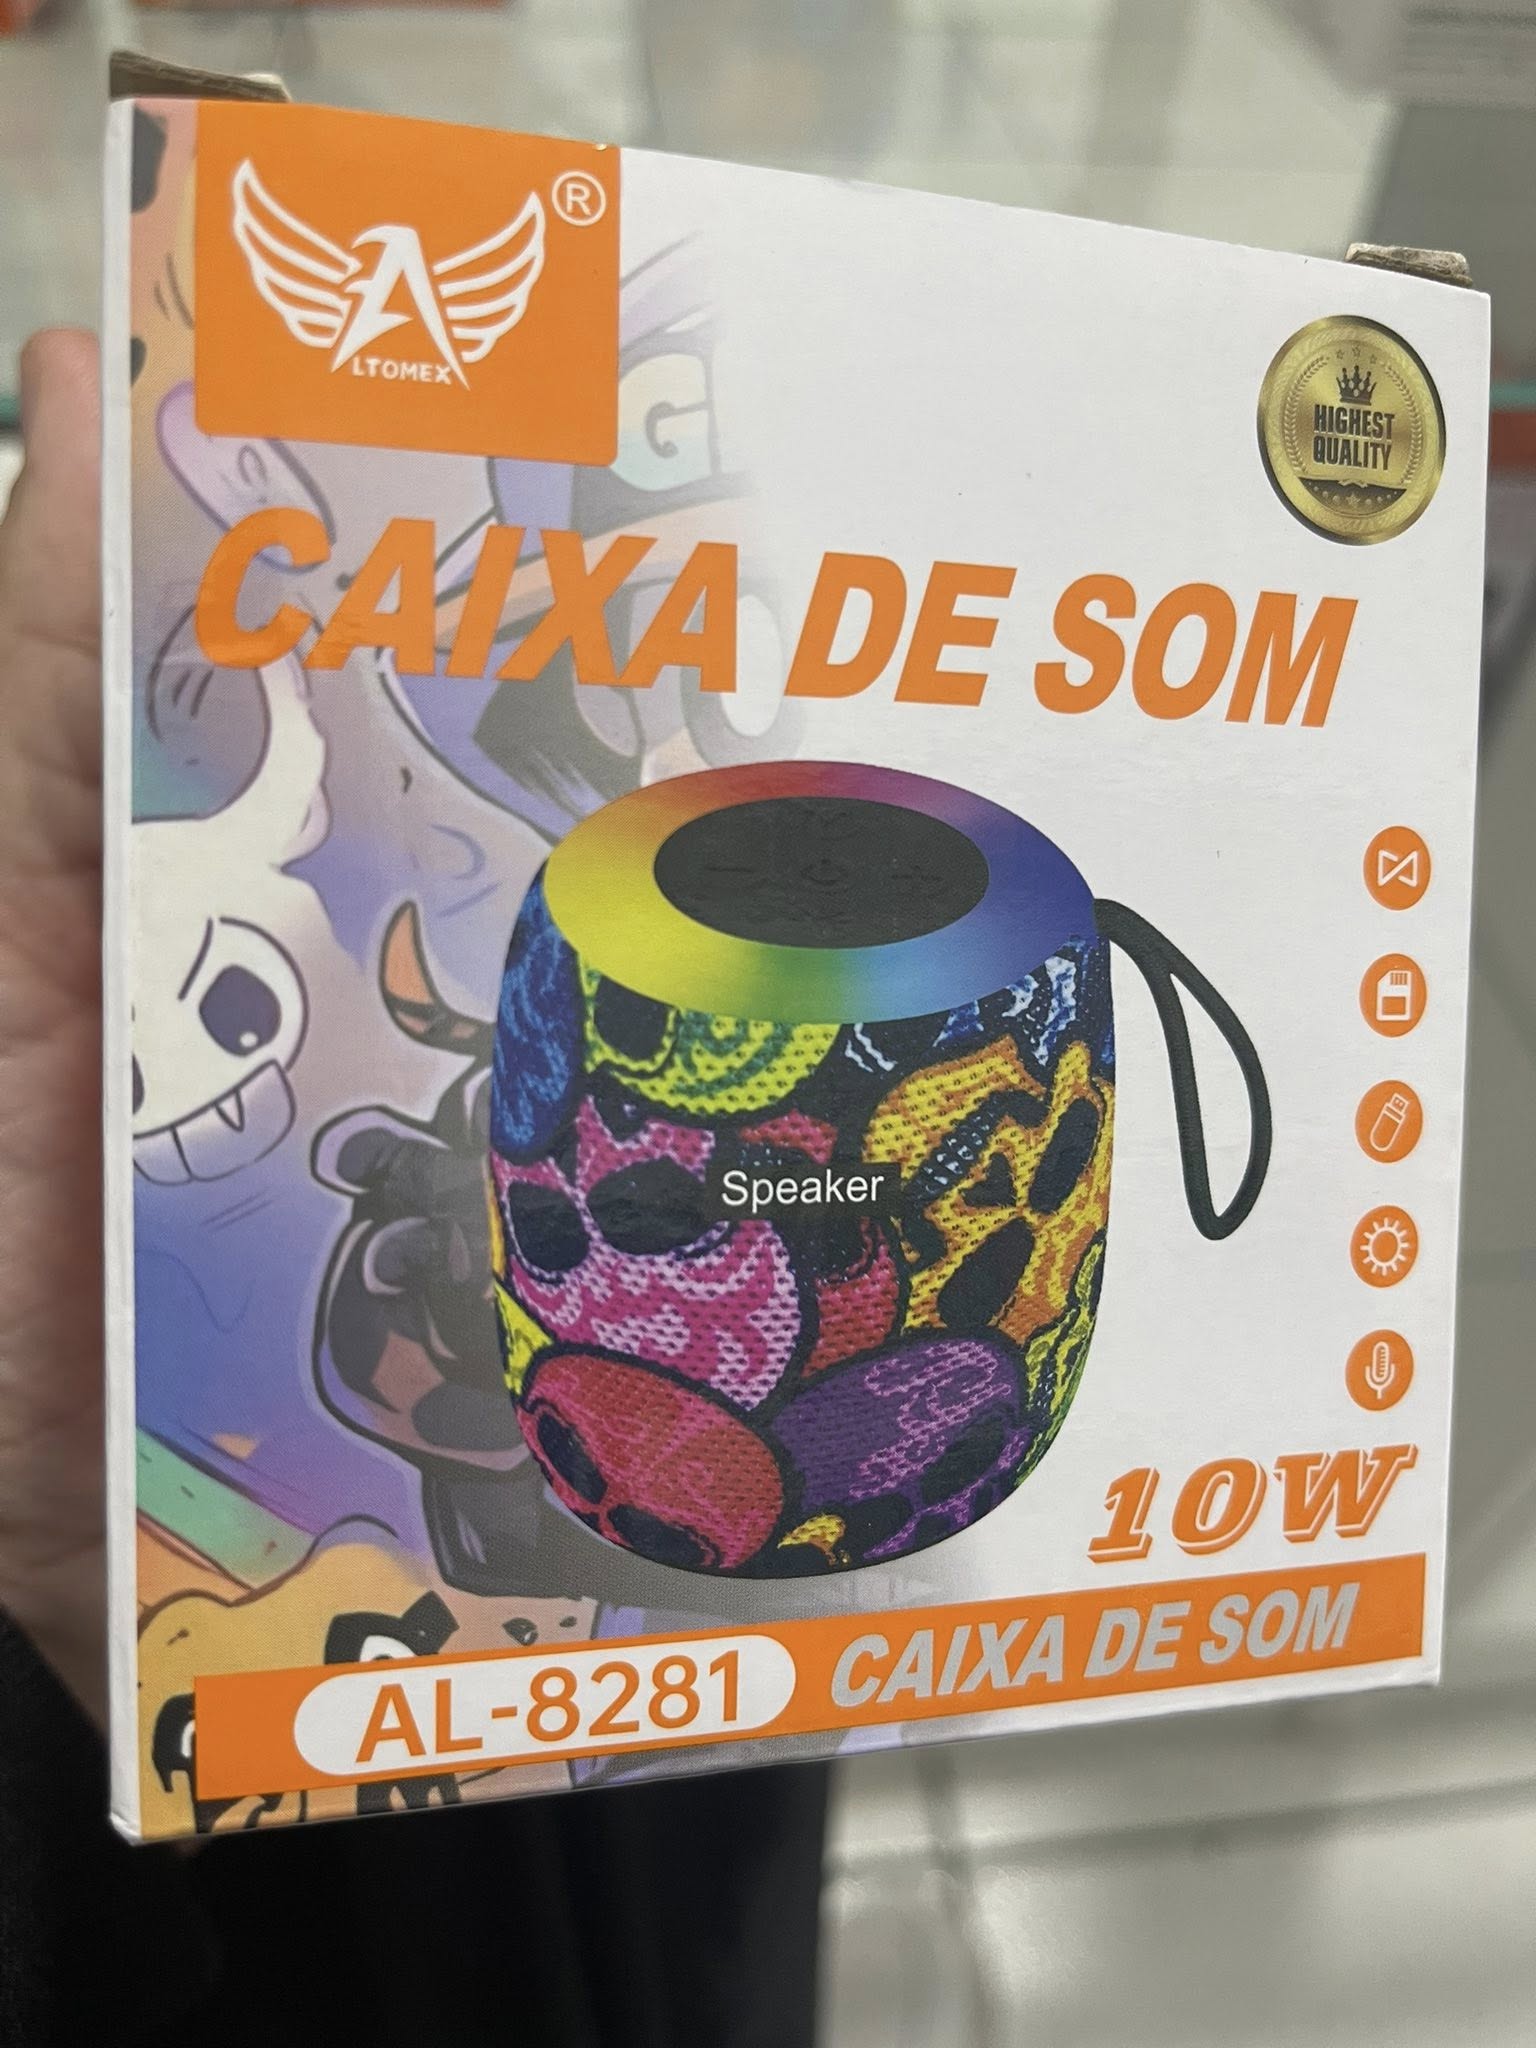 ®
ALTOMEX
HIGHEST
QUALITY
CAIXA DE SOM
Speaker
10W
AL-8281 CAIXA DE SOM